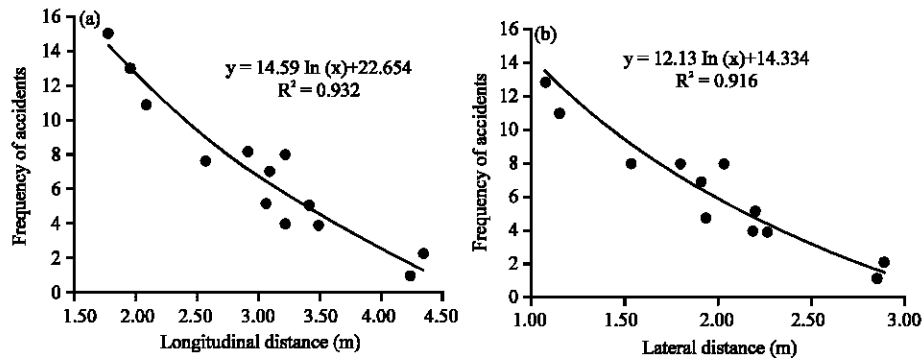 (a)
y = 14.59 In (x)+22.654
R² = 0.932
Frequency of accidents
16
14
12
10
8
6
4
2
0
1.50 2.00 2.50 3.00 3.50 4.00 4.50
Longitudinal distance (m)
(b)
y = 12.13 In (x)+14.334
R² = 0.916
Frequency of accidents
16
14
12
10
8
6
4
2
0
1.00 1.50 2.00 2.50 3.00
Lateral distance (m)